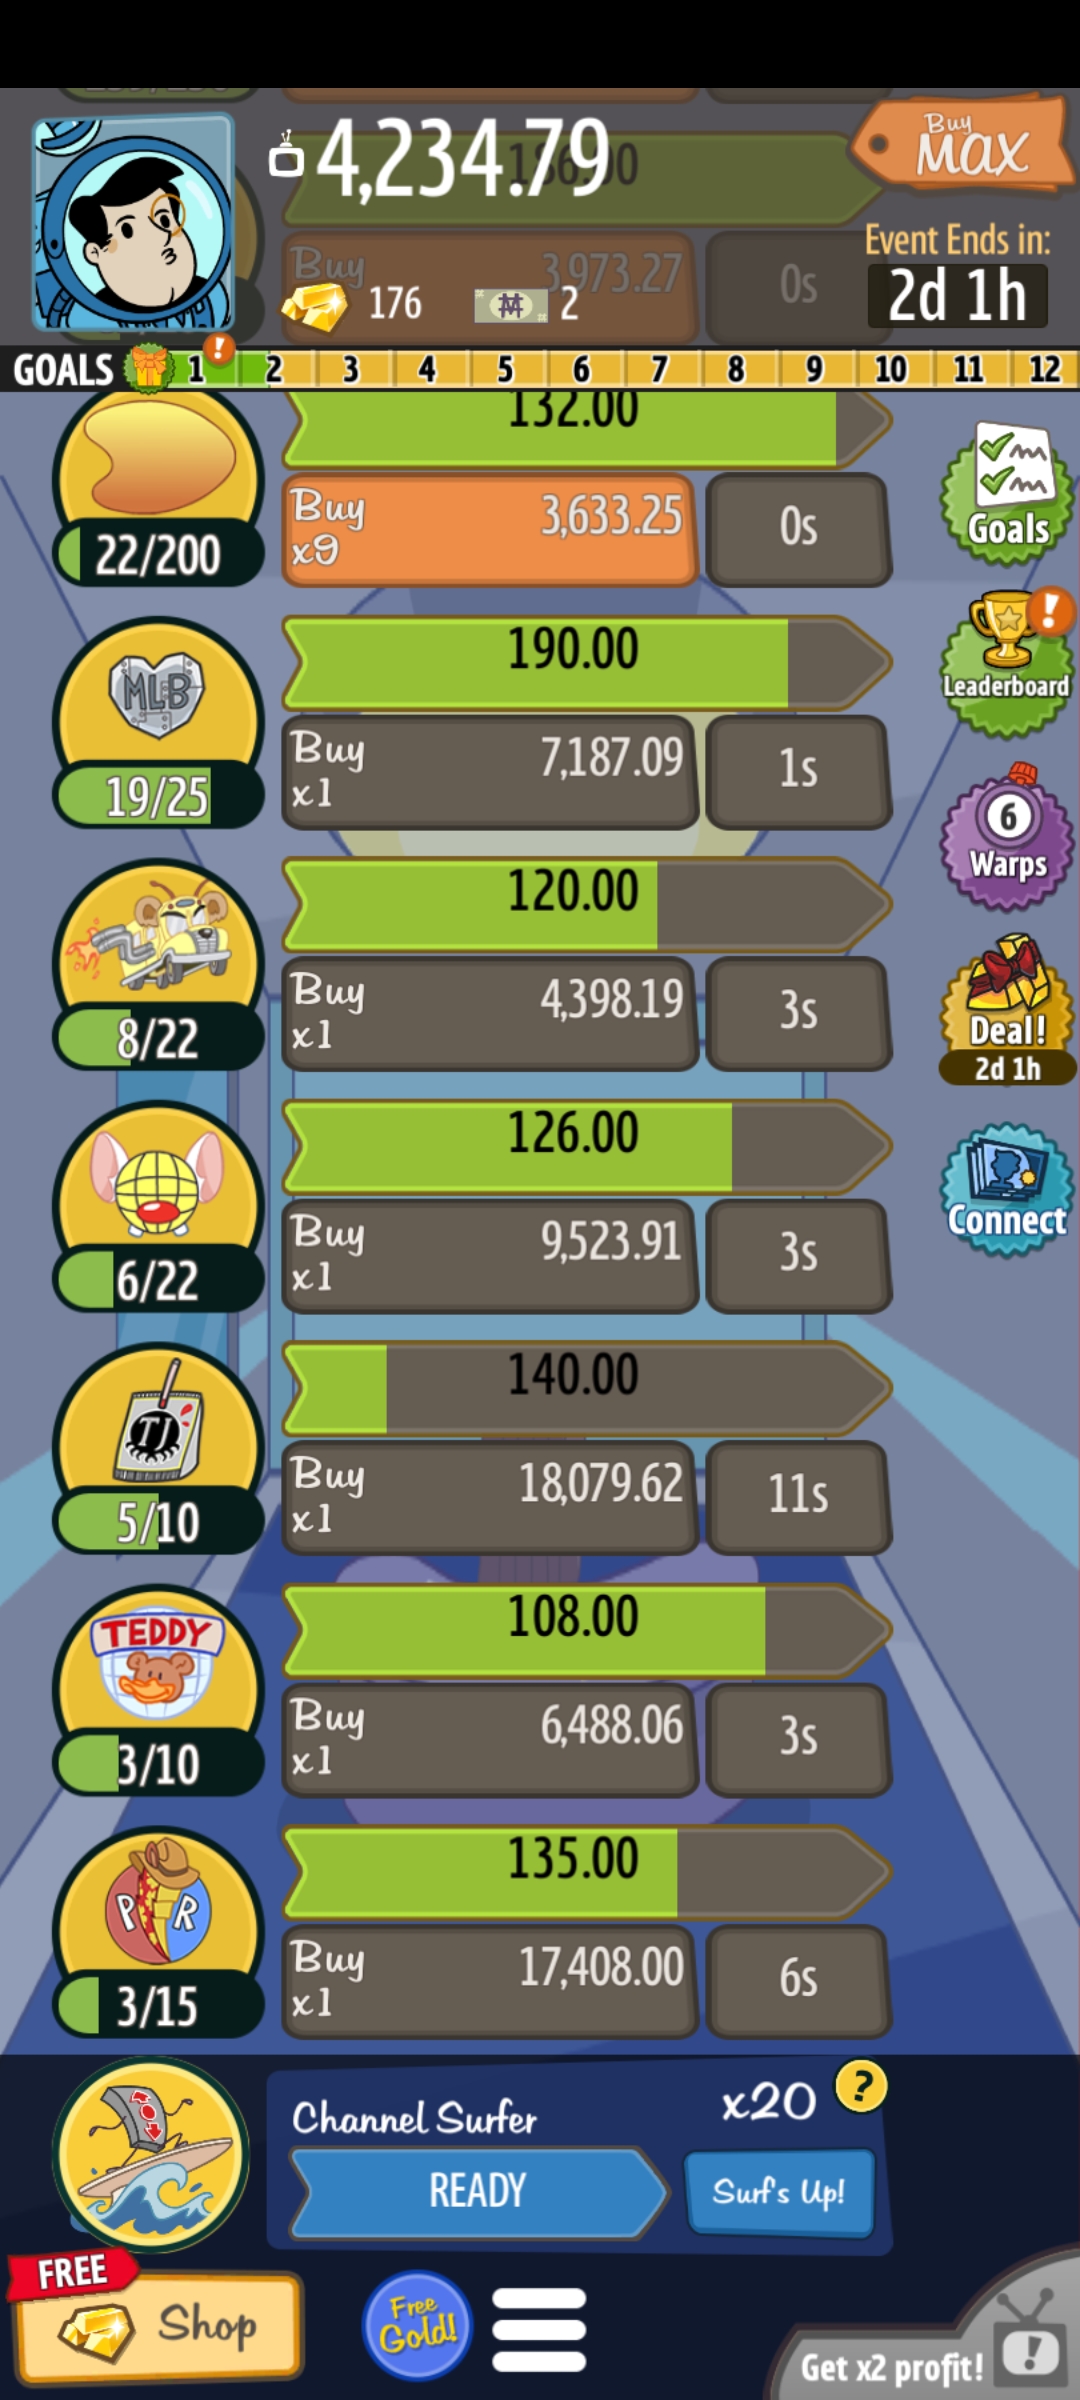 4,234.79
186.00
Buy
MAX
Event Ends in:
2d 1h
Buy
3,973.27
0s
176
2
GOALS 1 ! 2 3 4 5 6 7 8 9 10 11 12
132.00
22/200
Buy
x9
3,633.25
0s
Goals
MLB
19/25
190.00
Buy
x1
7,187.09
1s
!
Leaderboard
8/22
120.00
Buy
x1
4,398.19
3s
6
Warps
Deal!
2d 1h
6/22
126.00
Buy
x1
9,523.91
3s
Connect
TJ
5/10
140.00
Buy
x1
18,079.62
11s
TEDDY
3/10
108.00
Buy
x1
6,488.06
3s
P R
3/15
135.00
Buy
x1
17,408.00
6s
Channel Surfer
x20
?
READY
Surf's Up!
FREE
Shop
Free
Gold!
Get x2 profit!
!